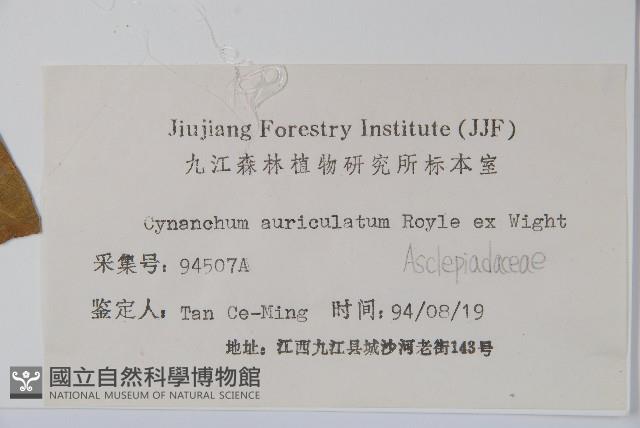 Jiujiang Forestry Institute (JJF)
九江森林植物研究所标本室
Cynanchum auriculatum Royle ex Wight
采集号: 94507A
Asclepiadaceae
鉴定人: Tan Ce-Ming 时间: 94/08/19
地址: 江西九江县城沙河老街143号
國立自然科學博物館
NATIONAL MUSEUM OF NATURAL SCIENCE